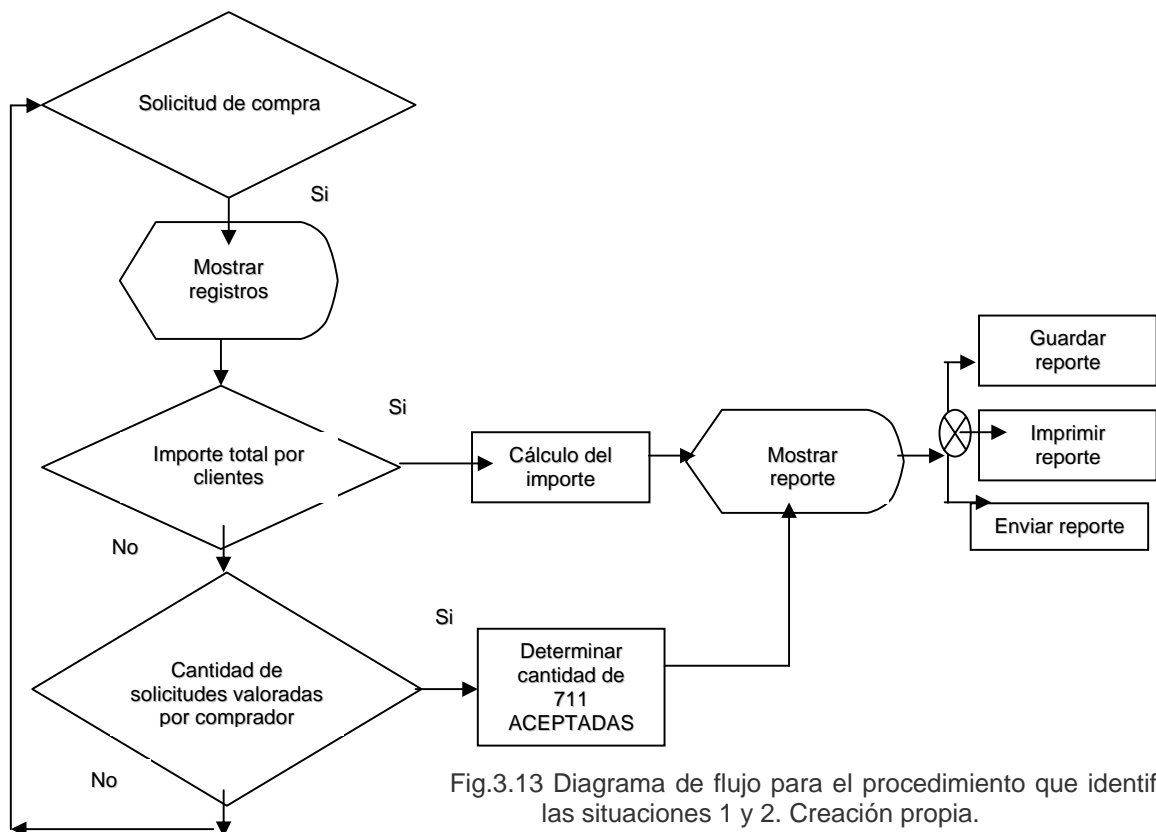 Solicitud de compra
Si
Mostrar
registros
Si
Importe total por
clientes
Cálculo del
importe
Mostrar
reporte
Guardar
reporte
Imprimir
reporte
Enviar reporte
No
Si
Cantidad de
solicitudes valoradas
por comprador
Determinar
cantidad de
711
ACEPTADAS
No
Fig.3.13 Diagrama de flujo para el procedimiento que identif
las situaciones 1 y 2. Creación propia.